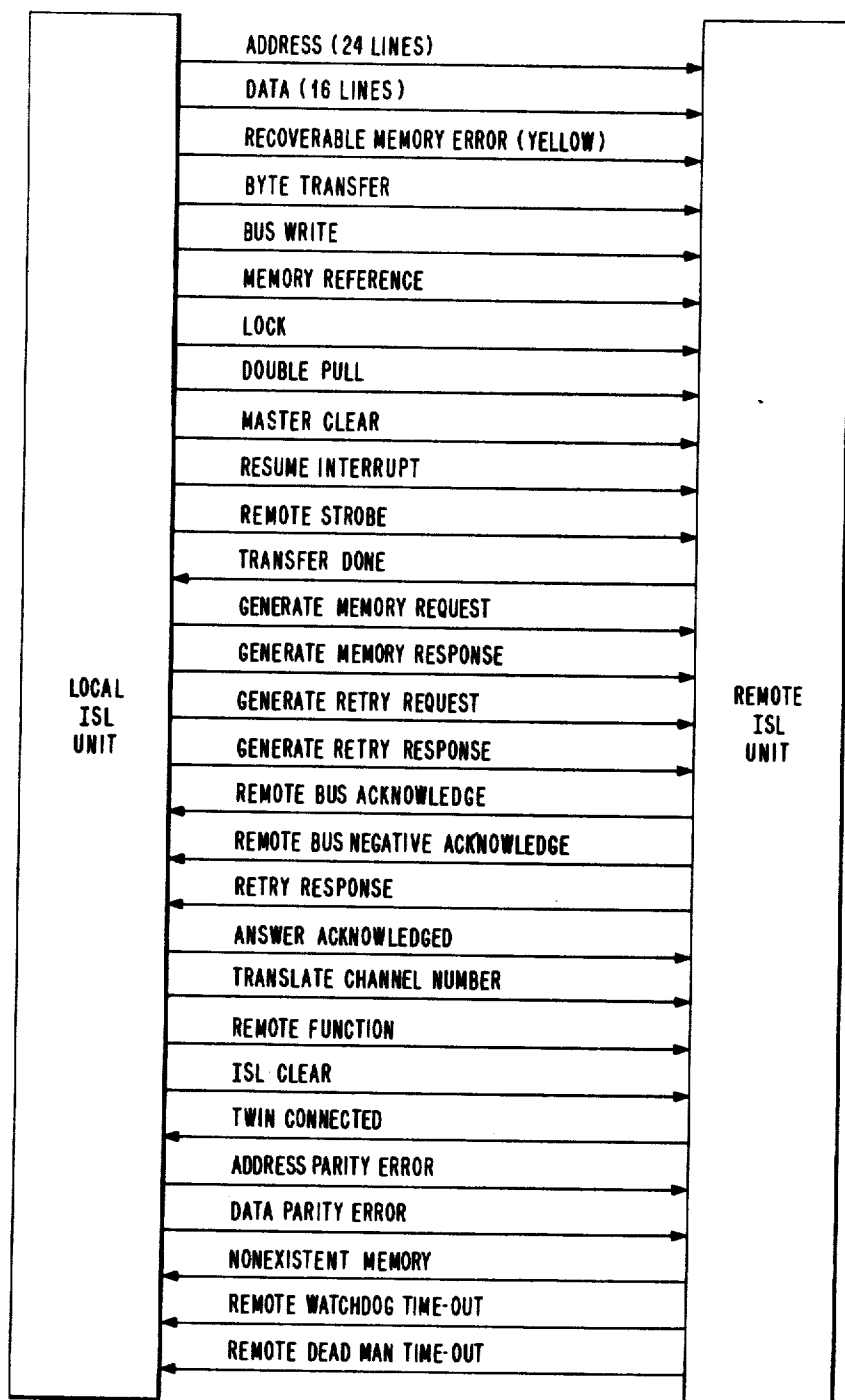 ADDRESS (24 LINES)
DATA (16 LINES)
RECOVERABLE MEMORY ERROR (YELLOW)
BYTE TRANSFER
BUS WRITE
MEMORY REFERENCE
LOCK
DOUBLE PULL
MASTER CLEAR
RESUME INTERRUPT
REMOTE STROBE
TRANSFER DONE
GENERATE MEMORY REQUEST
GENERATE MEMORY RESPONSE
GENERATE RETRY REQUEST
GENERATE RETRY RESPONSE
REMOTE BUS ACKNOWLEDGE
REMOTE BUS NEGATIVE ACKNOWLEDGE
RETRY RESPONSE
ANSWER ACKNOWLEDGED
TRANSLATE CHANNEL NUMBER
REMOTE FUNCTION
ISL CLEAR
TWIN CONNECTED
ADDRESS PARITY ERROR
DATA PARITY ERROR
NONEXISTENT MEMORY
REMOTE WATCHDOG TIME-OUT
REMOTE DEAD MAN TIME-OUT
LOCAL
ISL
UNIT
REMOTE
ISL
UNIT